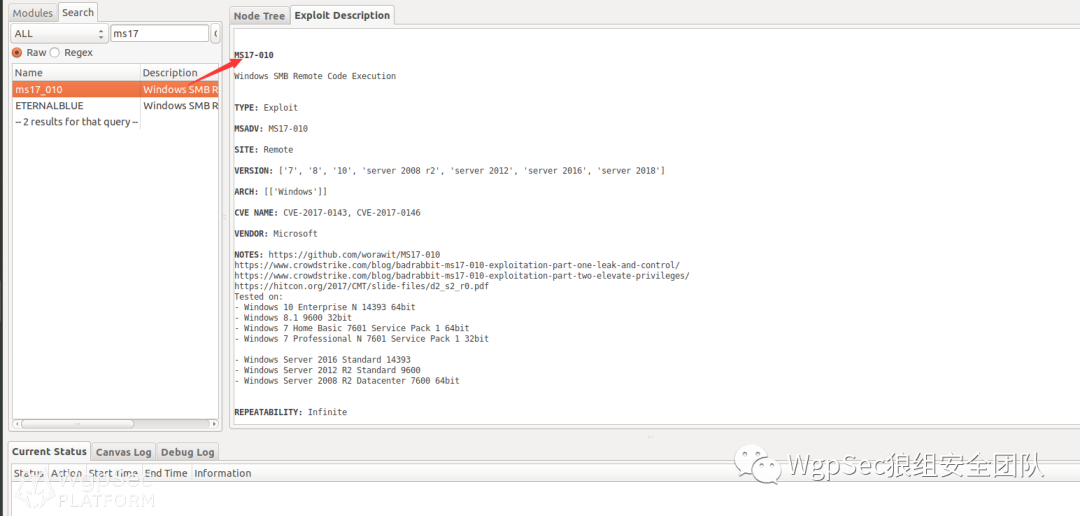 Modules Search
ALL ms17
Raw Regex
Name Description
ms17_010 Windows SMB R
ETERNALBLUE Windows SMB R
-- 2 results for that query --
Node Tree Exploit Description
MS17-010
Windows SMB Remote Code Execution
TYPE: Exploit
MSADV: MS17-010
SITE: Remote
VERSION: ['7', '8', '10', 'server 2008 r2', 'server 2012', 'server 2016', 'server 2018']
ARCH: [['Windows']]
CVE NAME: CVE-2017-0143, CVE-2017-0146
VENDOR: Microsoft
NOTES: https://github.com/worawit/MS17-010
https://www.crowdstrike.com/blog/badrabbit-ms17-010-exploitation-part-one-leak-and-control/
https://www.crowdstrike.com/blog/badrabbit-ms17-010-exploitation-part-two-elevate-privileges/
https://hitcon.org/2017/CMT/slide-files/d2_s2_r0.pdf
Tested on:
- Windows 10 Enterprise N 14393 64bit
- Windows 8.1 9600 32bit
- Windows 7 Home Basic 7601 Service Pack 1 64bit
- Windows 7 Professional N 7601 Service Pack 1 32bit
- Windows Server 2016 Standard 14393
- Windows Server 2012 R2 Standard 9600
- Windows Server 2008 R2 Datacenter 7600 64bit
REPEATABILITY: Infinite
Current Status Canvas Log Debug Log
Status Action Start Time End Time Information
WgpSec
PLATFORM
WgpSec狼组安全团队